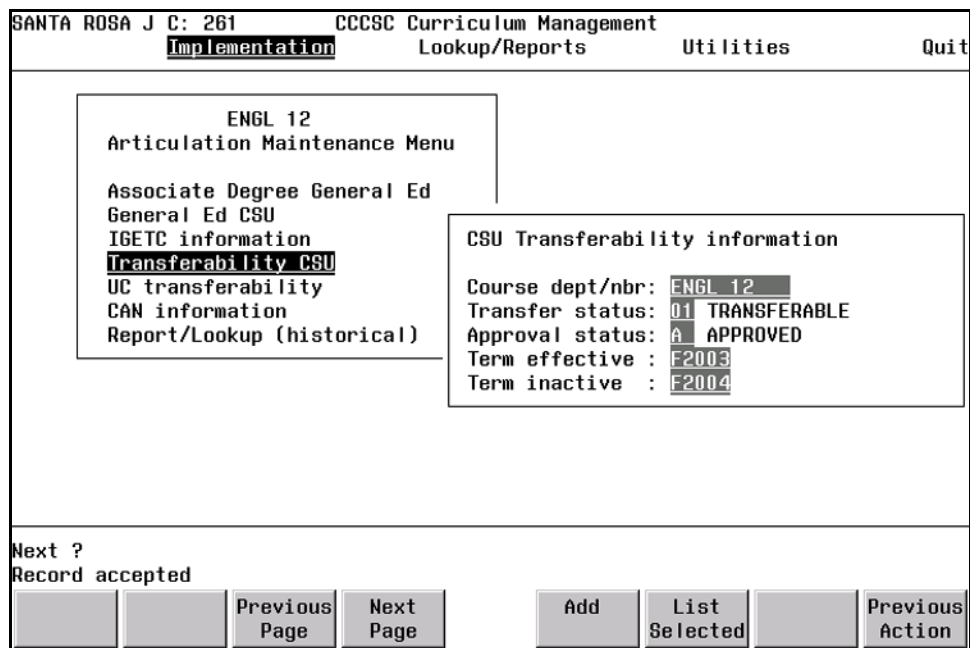 SANTA ROSA J C: 261 CCCSC Curriculum Management
Implementation Lookup/Reports Utilities Quit
ENGL 12
Articulation Maintenance Menu
Associate Degree General Ed
General Ed CSU
IGETC information
Transferability CSU
UC transferability
CAN information
Report/Lookup (historical)
CSU Transferability information
Course dept/nbr: ENGL 12
Transfer status: 01 TRANSFERABLE
Approval status: A APPROVED
Term effective : F2003
Term inactive : F2004
Next ?
Record accepted
Previous Page
Next Page
Add
List Selected
Previous Action